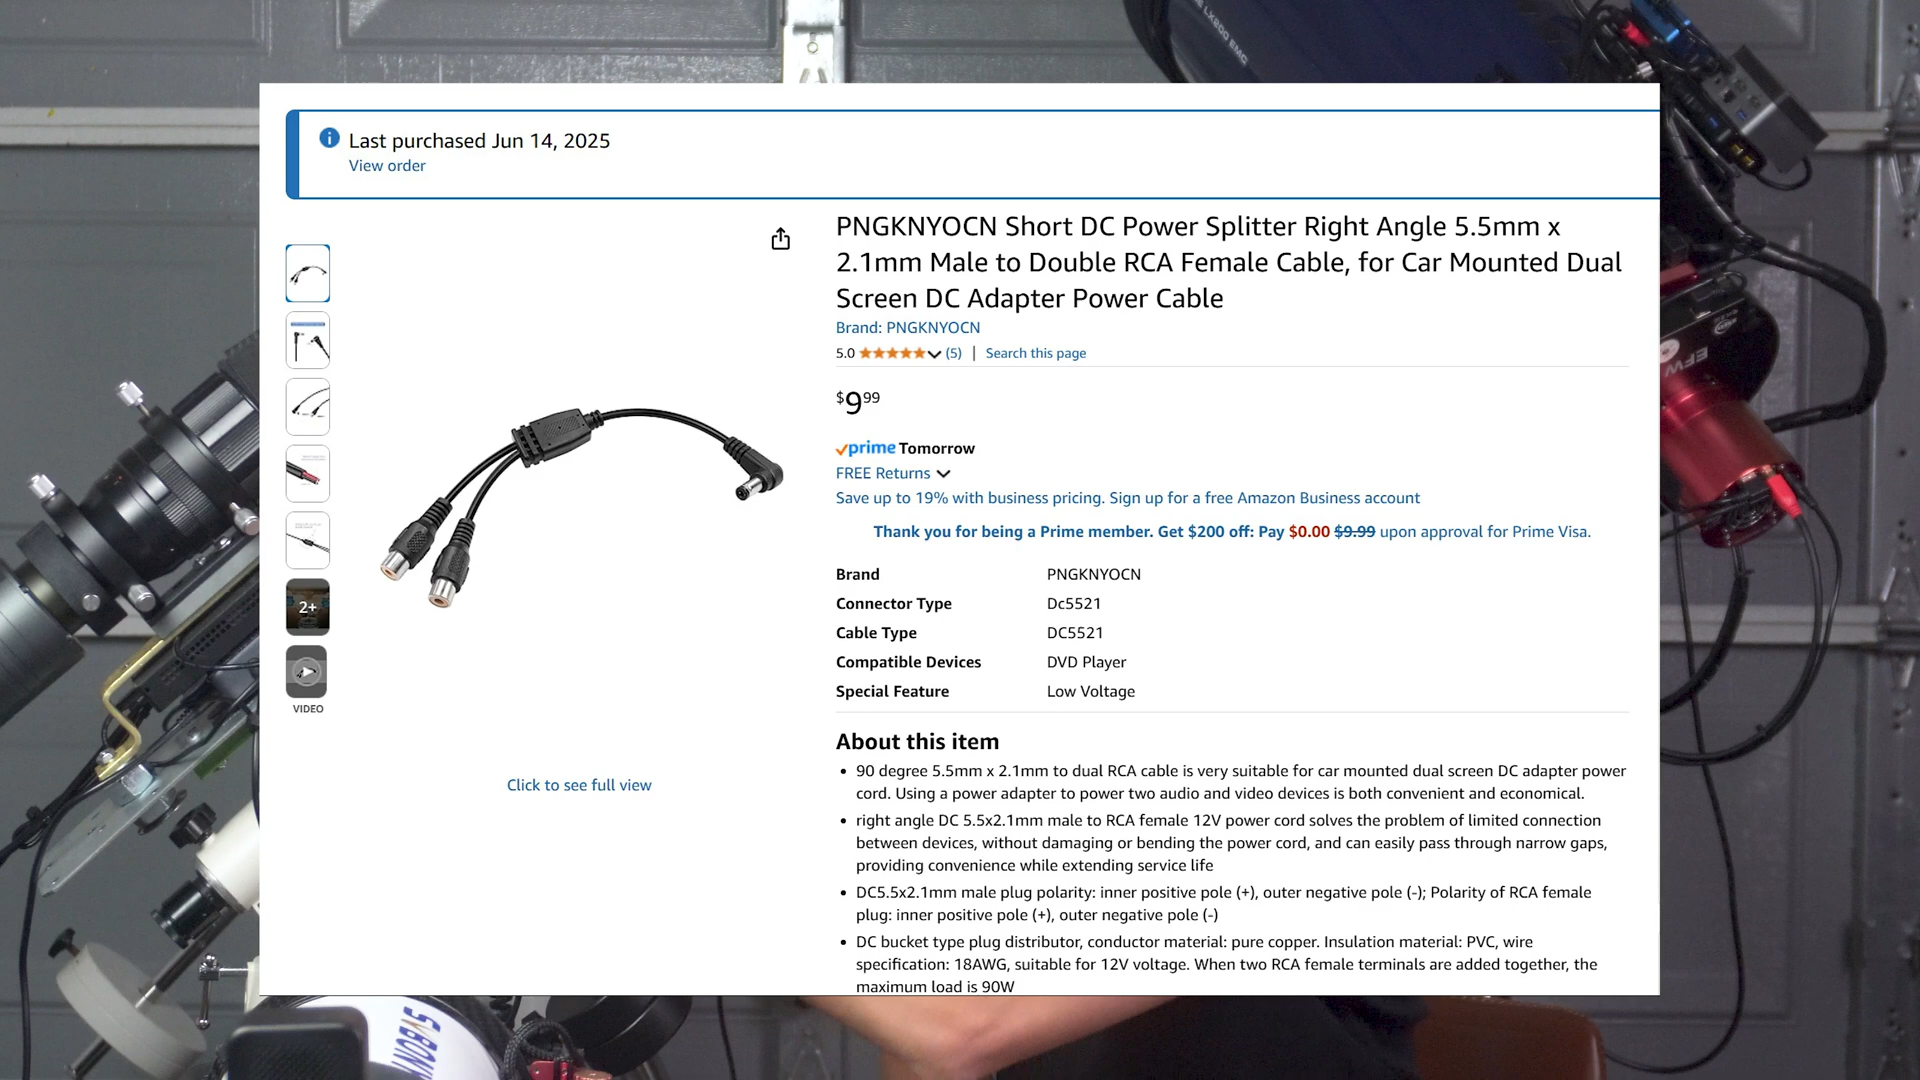 LX200 EMC
Last purchased Jun 14, 2025
View order
PNGKNYOCN Short DC Power Splitter Right Angle 5.5mm x
2.1mm Male to Double RCA Female Cable, for Car Mounted Dual
Screen DC Adapter Power Cable
Brand: PNGKNYOCN
5.0 (5) | Search this page
$9.99
prime Tomorrow
FREE Returns
Save up to 19% with business pricing. Sign up for a free Amazon Business account
Thank you for being a Prime member. Get $200 off: Pay $0.00 $9.99 upon approval for Prime Visa.
Brand PNGKNYOCN
Connector Type Dc5521
Cable Type DC5521
Compatible Devices DVD Player
Special Feature Low Voltage
2+
VIDEO
Click to see full view
About this item
• 90 degree 5.5mm x 2.1mm to dual RCA cable is very suitable for car mounted dual screen DC adapter power
cord. Using a power adapter to power two audio and video devices is both convenient and economical.
• right angle DC 5.5x2.1mm male to RCA female 12V power cord solves the problem of limited connection
between devices, without damaging or bending the power cord, and can easily pass through narrow gaps,
providing convenience while extending service life
• DC5.5x2.1mm male plug polarity: inner positive pole (+), outer negative pole (-); Polarity of RCA female
plug: inner positive pole (+), outer negative pole (-)
• DC bucket type plug distributor, conductor material: pure copper. Insulation material: PVC, wire
specification: 18AWG, suitable for 12V voltage. When two RCA female terminals are added together, the
maximum load is 90W
EFW
SVBONY